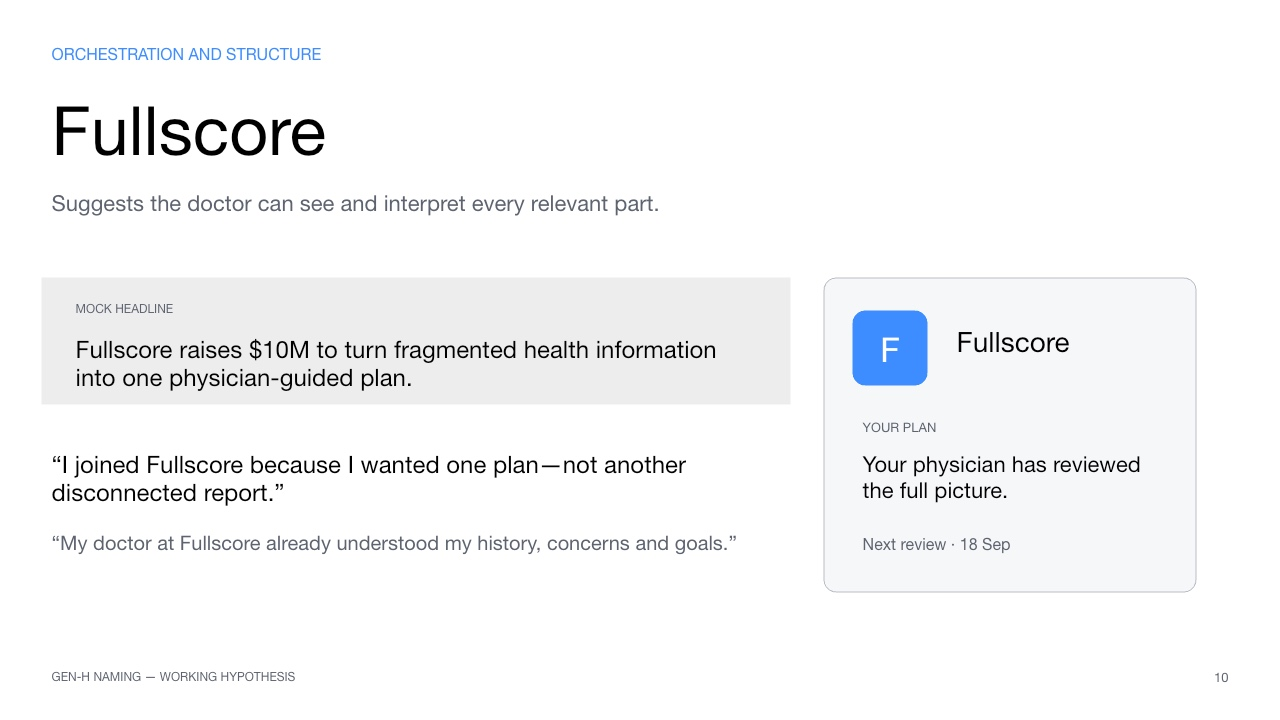 ORCHESTRATION AND STRUCTURE
Fullscore
Suggests the doctor can see and interpret every relevant part.
MOCK HEADLINE
Fullscore raises $10M to turn fragmented health information
into one physician-guided plan.
“I joined Fullscore because I wanted one plan—not another
disconnected report.”
“My doctor at Fullscore already understood my history, concerns and goals.”
F
Fullscore
YOUR PLAN
Your physician has reviewed
the full picture.
Next review · 18 Sep
GEN-H NAMING — WORKING HYPOTHESIS
10